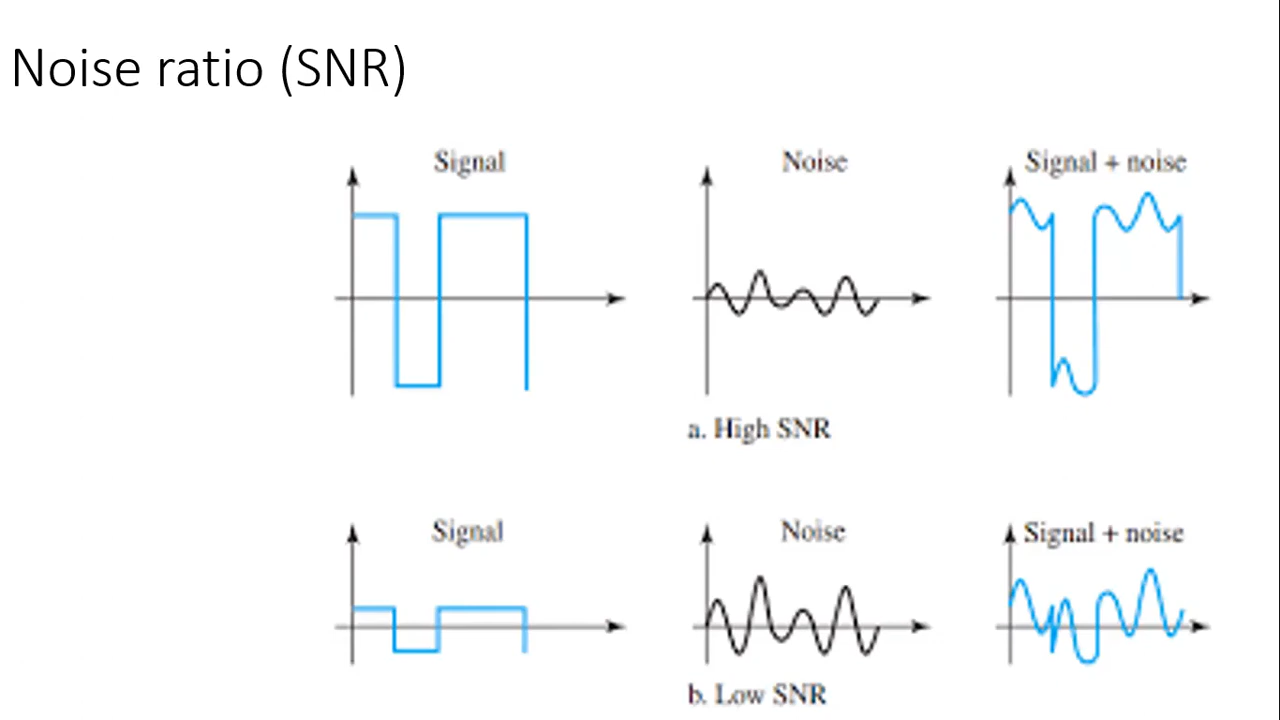 Noise ratio (SNR)
Signal
Noise
Signal + noise
a. High SNR
Signal
Noise
Signal + noise
b. Low SNR